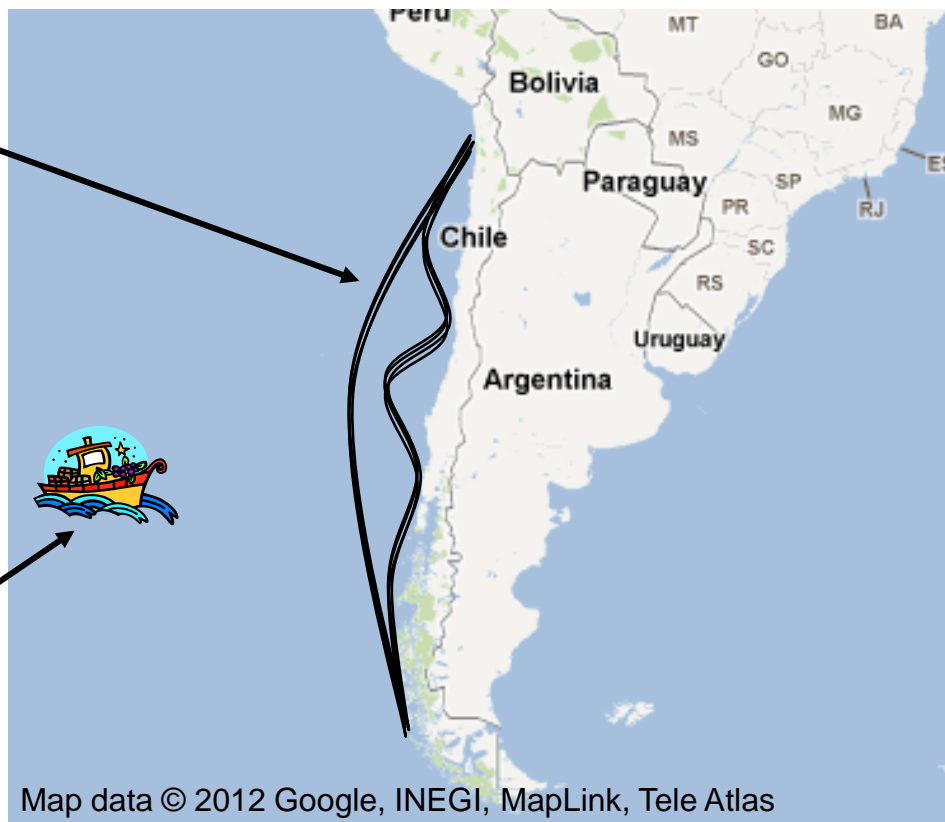 Peru
MT
BA
GO
Bolivia
MG
MS
ES
Paraguay
SP
RJ
PR
Chile
SC
RS
Uruguay
Argentina
Map data © 2012 Google, INEGI, MapLink, Tele Atlas